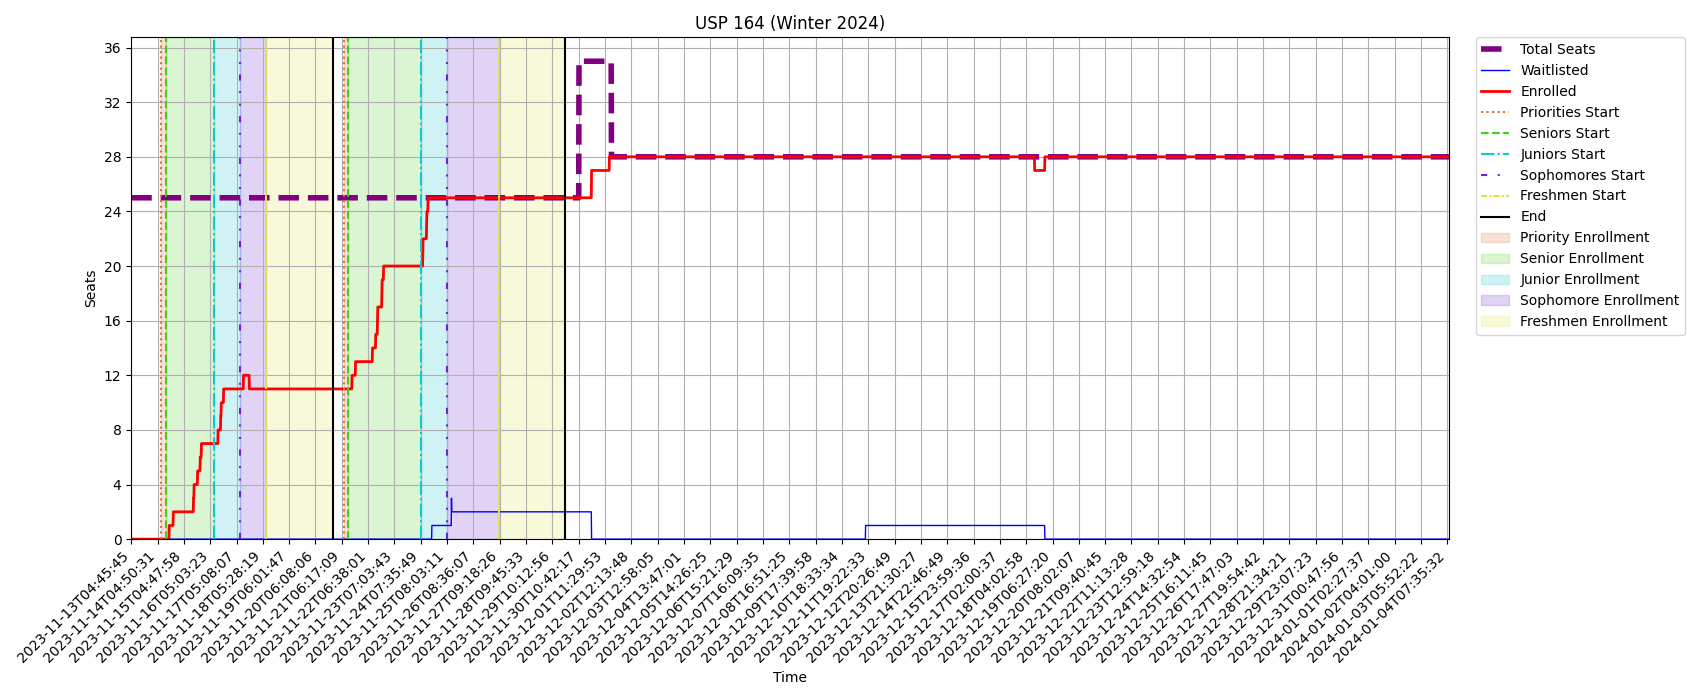 USP 164 (Winter 2024)
Seats
36
32
28
24
20
16
12
8
4
0
2023-11-13T04:45:45
2023-11-14T04:50:31
2023-11-15T04:47:58
2023-11-16T05:03:23
2023-11-17T05:08:07
2023-11-18T05:28:19
2023-11-19T06:01:47
2023-11-20T06:08:06
2023-11-21T06:17:09
2023-11-22T06:38:01
2023-11-23T07:03:43
2023-11-24T07:35:49
2023-11-25T08:03:11
2023-11-26T08:36:07
2023-11-27T09:18:26
2023-11-28T09:45:33
2023-11-29T10:12:56
2023-11-30T10:42:17
2023-12-01T11:29:53
2023-12-02T12:13:48
2023-12-03T12:58:05
2023-12-04T13:47:01
2023-12-05T14:26:25
2023-12-06T15:21:29
2023-12-07T16:09:35
2023-12-08T16:51:25
2023-12-09T17:39:58
2023-12-10T18:33:34
2023-12-11T19:22:33
2023-12-12T20:26:49
2023-12-13T21:30:27
2023-12-14T22:46:49
2023-12-15T23:59:36
2023-12-17T02:00:37
2023-12-18T04:02:58
2023-12-19T06:27:20
2023-12-20T08:02:07
2023-12-21T09:40:45
2023-12-22T11:13:28
2023-12-23T12:59:18
2023-12-24T14:32:54
2023-12-25T16:11:45
2023-12-26T17:47:03
2023-12-27T19:54:42
2023-12-28T21:34:21
2023-12-29T23:07:23
2023-12-31T00:47:56
2024-01-01T02:27:37
2024-01-02T04:01:00
2024-01-03T05:52:22
2024-01-04T07:35:32
Time
Total Seats
Waitlisted
Enrolled
Priorities Start
Seniors Start
Juniors Start
Sophomores Start
Freshmen Start
End
Priority Enrollment
Senior Enrollment
Junior Enrollment
Sophomore Enrollment
Freshmen Enrollment